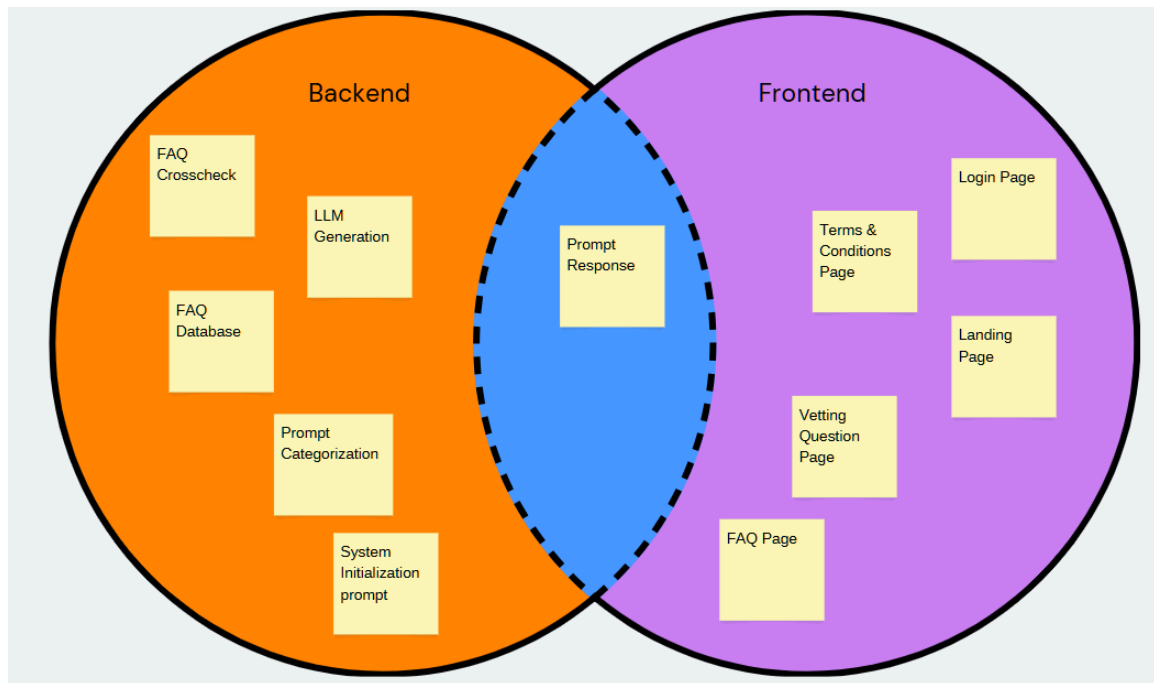 Backend
FAQ
Crosscheck
LLM
Generation
FAQ
Database
Prompt
Categorization
System
Initialization
prompt
Prompt
Response
Frontend
Login Page
Terms &
Conditions
Page
Landing
Page
Vetting
Question
Page
FAQ Page